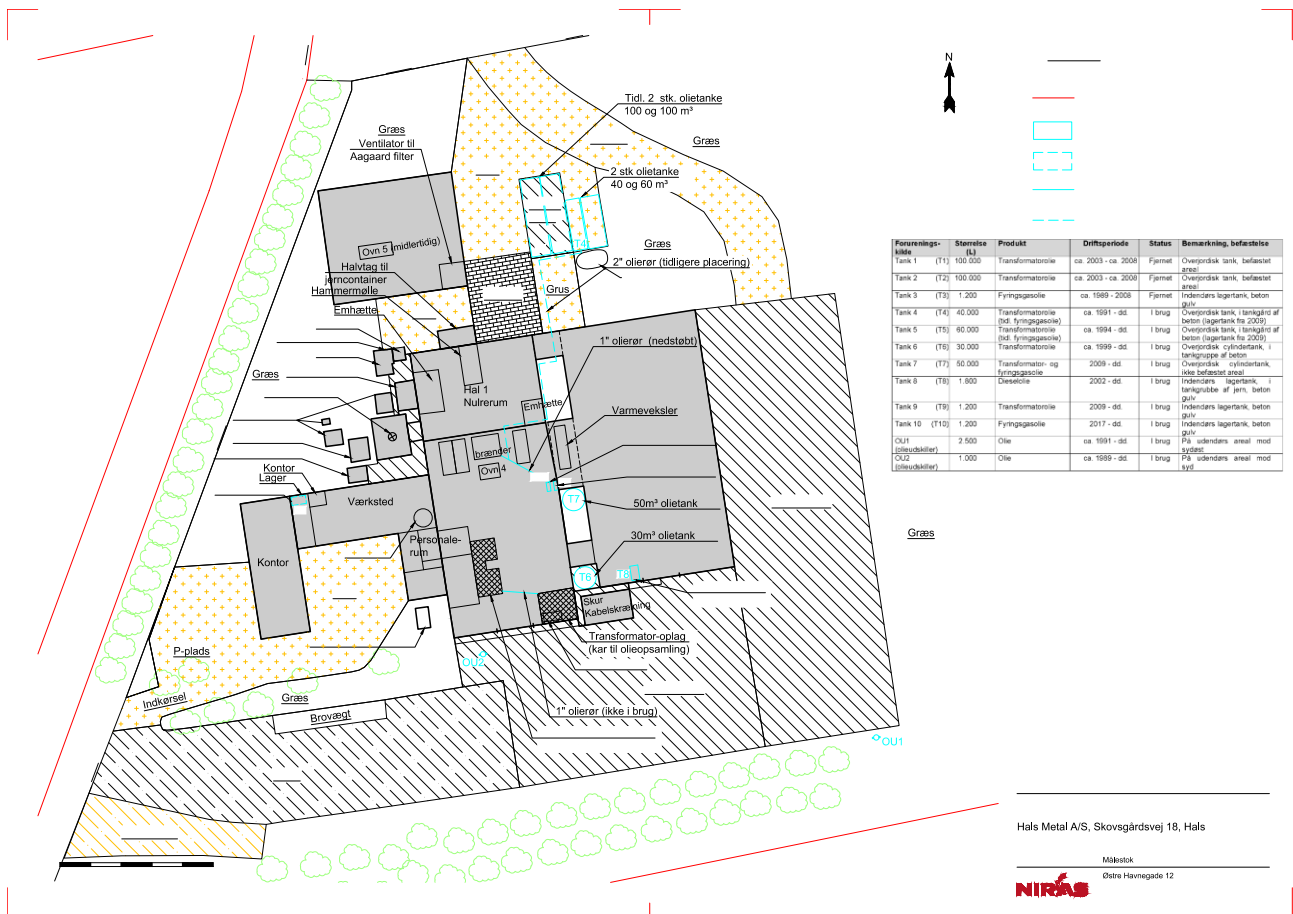 N
Tidl. 2 stk. olietanke
100 og 100 m³
Græs
Ventilator til
Aagaard filter
Græs
2 stk olietanke
40 og 60 m³
Ovn 5 (midlertidig)
T4
Græs
2" olierør (tidligere placering)
Halvtag til
jerncontainer
Hammermølle
Grus
Emhætte
1" olierør (nedstøbt)
Græs
Hal 1
Nulrerum
Emhætte
Varmeveksler
brænder
Ovn 4
Kontor
Lager
Værksted
T7
50m³ olietank
Personale-
rum
30m³ olietank
Kontor
T6
T8
Skur
Kabelskræning
Transformator-oplag
(kar til olieopsamling)
P-plads
OU2
Indkørsel
Græs
Brovægt
1" olierør (ikke i brug)
OU1
Græs
Forurenings-kilde Størrelse (L) Produkt Driftsperiode Status Bemærkning, befæstelse
Tank 1 (T1) 100.000 Transformatorolie ca. 2003 - ca. 2008 Fjernet Overjordisk tank, befæstet areal
Tank 2 (T2) 100.000 Transformatorolie ca. 2003 - ca. 2008 Fjernet Overjordisk tank, befæstet areal
Tank 3 (T3) 1.200 Fyringsgasolie ca. 1989 - 2008 Fjernet Indendørs lagertank, beton gulv
Tank 4 (T4) 40.000 Transformatorolie (tidl. fyringsgasolie) ca. 1991 - dd. I brug Overjordisk tank, i tankgård af beton (lagertank fra 2009)
Tank 5 (T5) 60.000 Transformatorolie (tidl. fyringsgasolie) ca. 1994 - dd. I brug Overjordisk tank, i tankgård af beton (lagertank fra 2009)
Tank 6 (T6) 30.000 Transformatorolie ca. 1999 - dd. I brug Overjordisk cylindertank, i tankgruppe af beton
Tank 7 (T7) 50.000 Transformator- og fyringsgasolie 2009 - dd. I brug Overjordisk cylindertank, ikke befæstet areal
Tank 8 (T8) 1.800 Dieselolie 2002 - dd. I brug Indendørs lagertank, i tankgrubbe af jern, beton gulv
Tank 9 (T9) 1.200 Transformatorolie 2009 - dd. I brug Indendørs lagertank, beton gulv
Tank 10 (T10) 1.200 Fyringsgasolie 2017 - dd. I brug Indendørs lagertank, beton gulv
OU1 (olieudskiller) 2.500 Olie ca. 1991 - dd. I brug På udendørs areal mod sydøst
OU2 (olieudskiller) 1.000 Olie ca. 1989 - dd. I brug På udendørs areal mod syd
Hals Metal A/S, Skovsgårdsvej 18, Hals
Målestok
Østre Havnegade 12
NIRAS